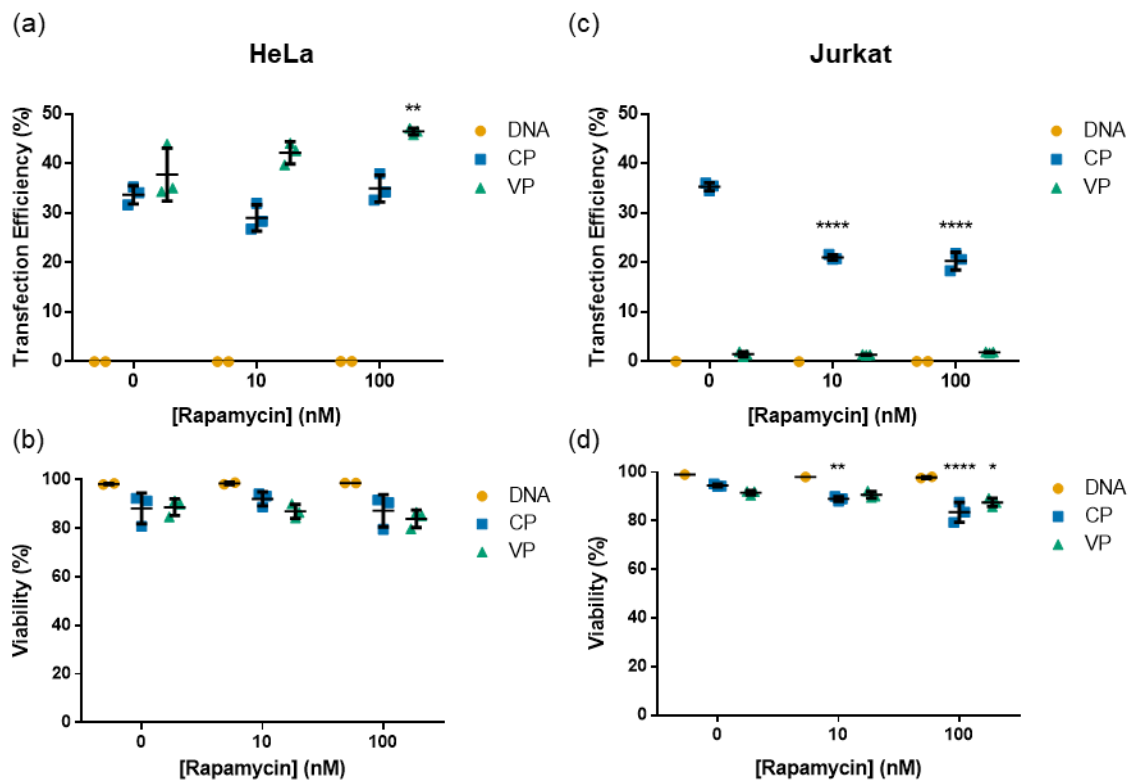 (a)
HeLa
Transfection Efficiency (%)
50
40
30
20
10
0
**
DNA
CP
VP
0 10 100
[Rapamycin] (nM)
(b)
Viability (%)
100
80
60
40
20
0
DNA
CP
VP
0 10 100
[Rapamycin] (nM)
(c)
Jurkat
Transfection Efficiency (%)
50
40
30
20
10
0
**** ****
DNA
CP
VP
0 10 100
[Rapamycin] (nM)
(d)
Viability (%)
100
80
60
40
20
0
** **** *
DNA
CP
VP
0 10 100
[Rapamycin] (nM)